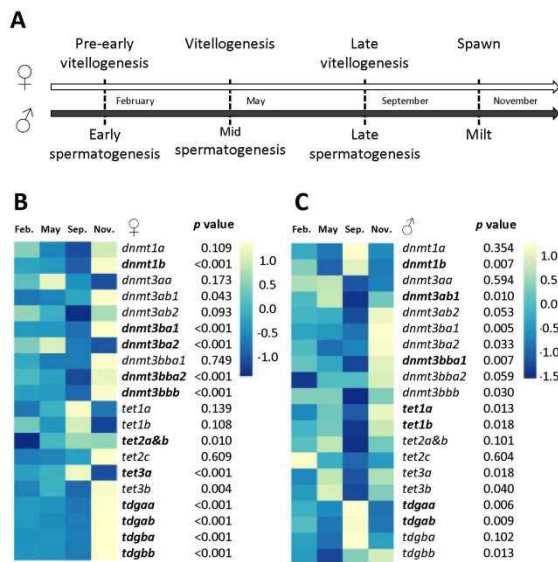 A
Pre-early vitellogenesis
Vitellogenesis
Late vitellogenesis
Spawn
♀
February
May
September
November
♂
Early spermatogenesis
Mid spermatogenesis
Late spermatogenesis
Milt
B
Feb. May Sep. Nov. ♀ p value
dnmt1a 0.109
dnmt1b <0.001
dnmt3aa 0.173
dnmt3ab1 0.043
dnmt3ab2 0.093
dnmt3ba1 <0.001
dnmt3ba2 <0.001
dnmt3bba1 0.749
dnmt3bba2 <0.001
dnmt3bbb <0.001
tet1a 0.139
tet1b 0.108
tet2a&b 0.010
tet2c 0.609
tet3a <0.001
tet3b 0.004
tdgaa <0.001
tdgab <0.001
tdgba <0.001
tdgbb <0.001
1.0
0.5
0
-0.5
-1.0
C
Feb. May Sep. Nov. ♂ p value
dnmt1a 0.354
dnmt1b 0.007
dnmt3aa 0.594
dnmt3ab1 0.010
dnmt3ab2 0.053
dnmt3ba1 0.005
dnmt3ba2 0.033
dnmt3bba1 0.007
dnmt3bba2 0.059
dnmt3bbb 0.030
tet1a 0.013
tet1b 0.018
tet2a&b 0.101
tet2c 0.604
tet3a 0.018
tet3b 0.040
tdgaa 0.006
tdgab 0.009
tdgba 0.102
tdgbb 0.013
1.0
0.5
0
-0.5
-1.0
-1.5